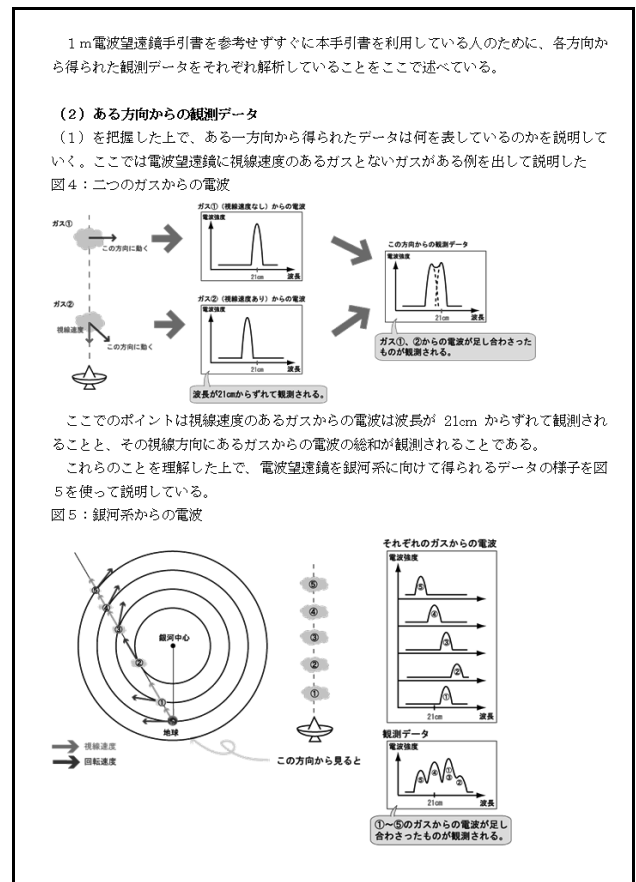 １ｍ電波望遠鏡手引書を参考せずすぐに本手引書を利用している人のために、各方向か
ら得られた観測データをそれぞれ解析していることをここで述べている。
（２）ある方向からの観測データ
（１）を把握した上で、ある一方向から得られたデータは何を表しているのかを説明して
いく。ここでは電波望遠鏡に視線速度のあるガスとないガスがある例を出して説明した
図４：二つのガスからの電波
ガス①
この方向に動く
ガス①（視線速度なし）からの電波
電波強度
21cm
波長
ガス②
視線速度
この方向に動く
ガス②（視線速度あり）からの電波
電波強度
21cm
波長
波長が21cmからずれて観測される。
この方向からの観測データ
電波強度
21cm
波長
ガス①、②からの電波が足し合わさった
ものが観測される。
ここでのポイントは視線速度のあるガスからの電波は波長が 21cm からずれて観測され
ることと、その視線方向にあるガスからの電波の総和が観測されることである。
これらのことを理解した上で、電波望遠鏡を銀河系に向けて得られるデータの様子を図
５を使って説明している。
図５：銀河系からの電波
⑤
④
③
②
①
銀河中心
地球
視線速度
回転速度
⑤
④
③
②
①
この方向から見ると
それぞれのガスからの電波
電波強度
⑤
④
③
②
①
21cm
波長
観測データ
電波強度
⑤
④
①
③
②
21cm
波長
①～⑤のガスからの電波が足し
合わさったものが観測される。